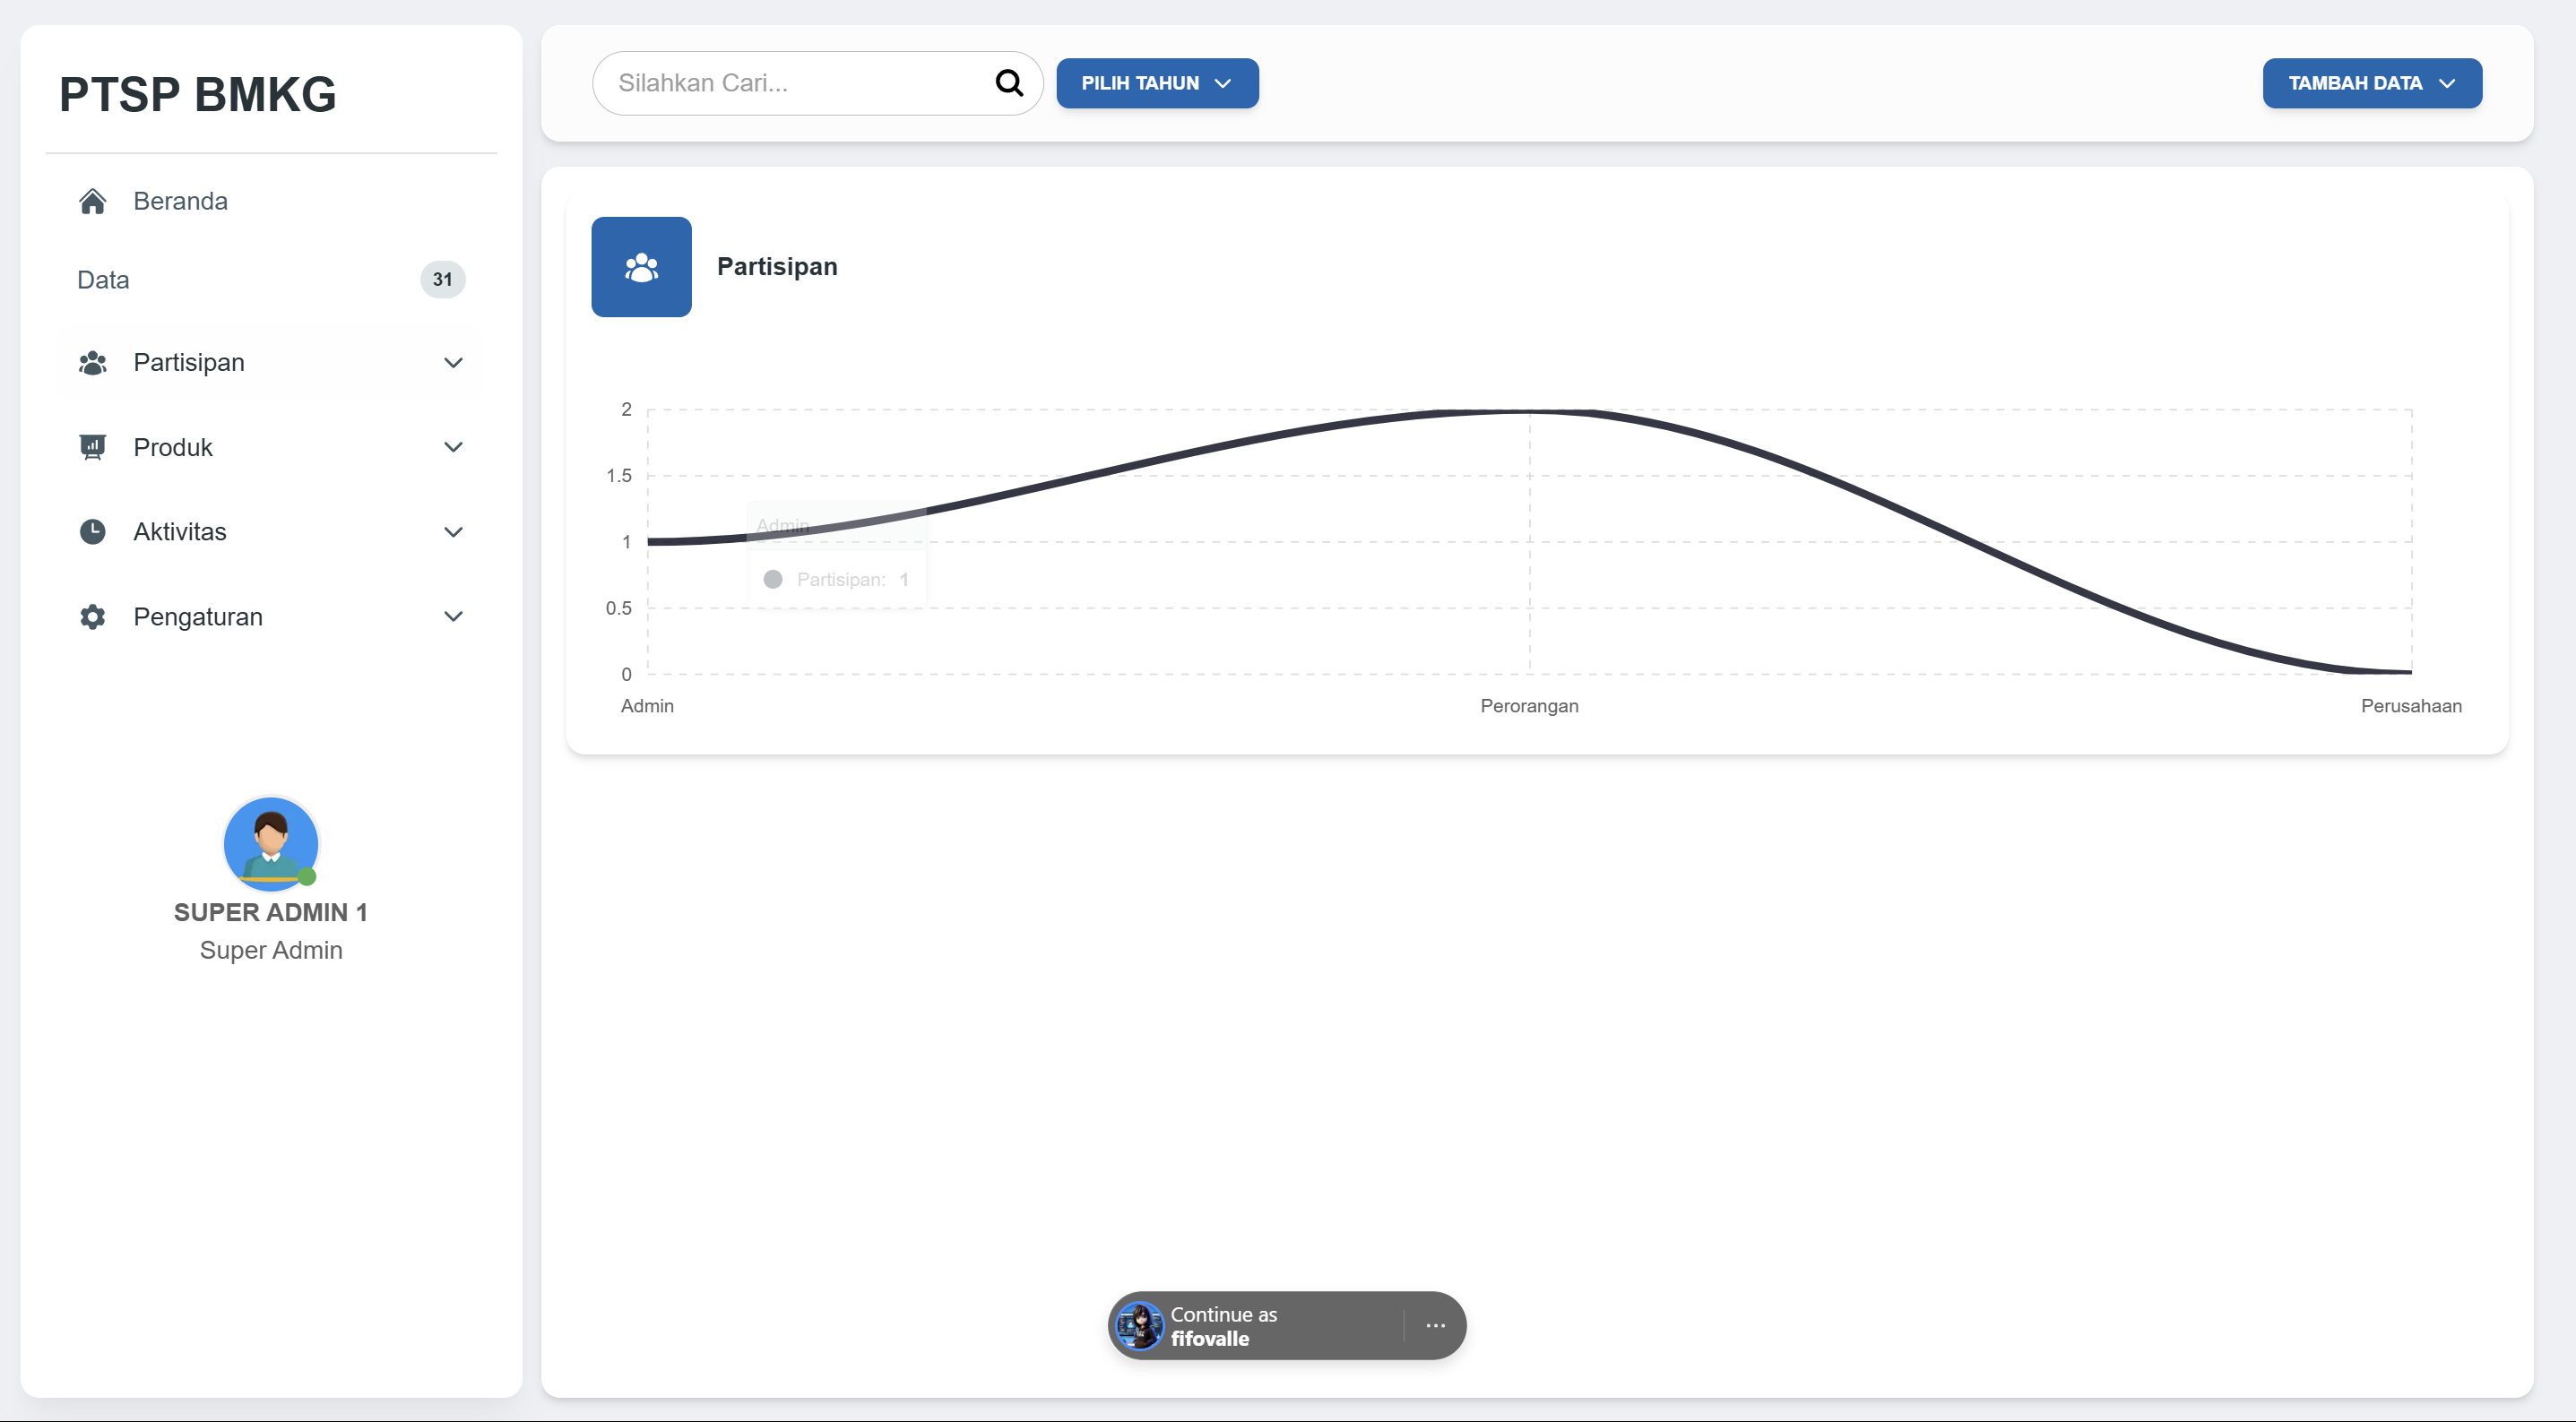 PTSP BMKG
Beranda
Data
31
Partisipan
Produk
Aktivitas
Pengaturan
SUPER ADMIN 1
Super Admin
Silahkan Cari...
PILIH TAHUN
TAMBAH DATA
Partisipan
2
1.5
1
0.5
0
Admin
Partisipan: 1
Admin
Perorangan
Perusahaan
Continue as
fifovalle